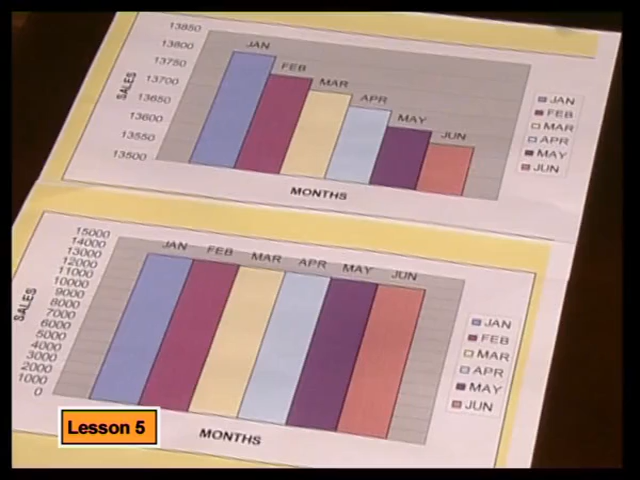 13850
13800
13750
13700
13650
13600
13550
13500
SALES
JAN
FEB
MAR
APR
MAY
JUN
MONTHS
JAN
FEB
MAR
APR
MAY
JUN
15000
14000
13000
12000
11000
10000
9000
8000
7000
6000
5000
4000
3000
2000
1000
0
SALES
JAN
FEB
MAR
APR
MAY
JUN
MONTHS
JAN
FEB
MAR
APR
MAY
JUN
Lesson 5